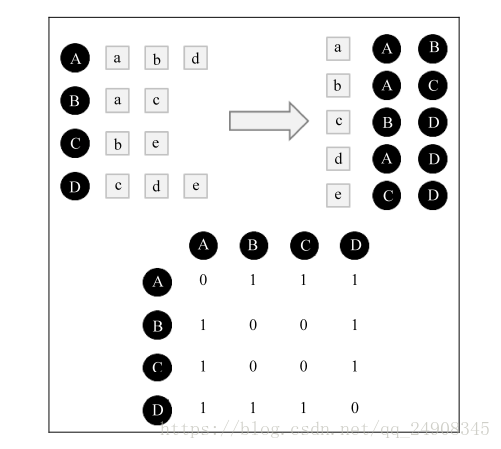 A a b d
B a c
C b e
D c d e
a A B
b A C
c B D
d A D
e C D
A B C D
A 0 1 1 1
B 1 0 0 1
C 1 0 0 1
D 1 1 1 0
https://blog.csdn.net/qq_24908345